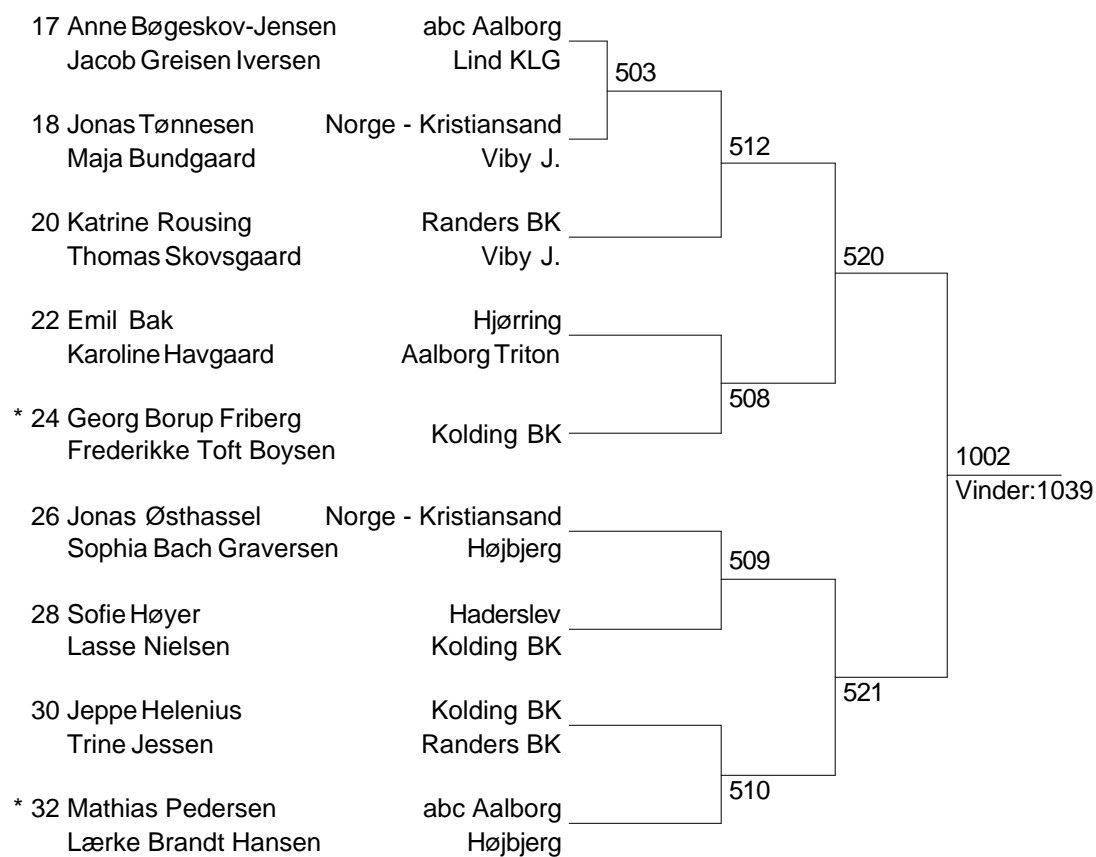 17 Anne Bøgeskov-Jensen abc Aalborg
Jacob Greisen Iversen Lind KLG
503
18 Jonas Tønnesen Norge - Kristiansand
Maja Bundgaard Viby J.
512
20 Katrine Rousing Randers BK
Thomas Skovsgaard Viby J.
520
22 Emil Bak Hjørring
Karoline Havgaard Aalborg Triton
508
* 24 Georg Borup Friberg Kolding BK
Frederikke Toft Boysen
1002
Vinder:1039
26 Jonas Østhassel Norge - Kristiansand
Sophia Bach Graversen Højbjerg
509
28 Sofie Høyer Haderslev
Lasse Nielsen Kolding BK
521
30 Jeppe Helenius Kolding BK
Trine Jessen Randers BK
510
* 32 Mathias Pedersen abc Aalborg
Lærke Brandt Hansen Højbjerg